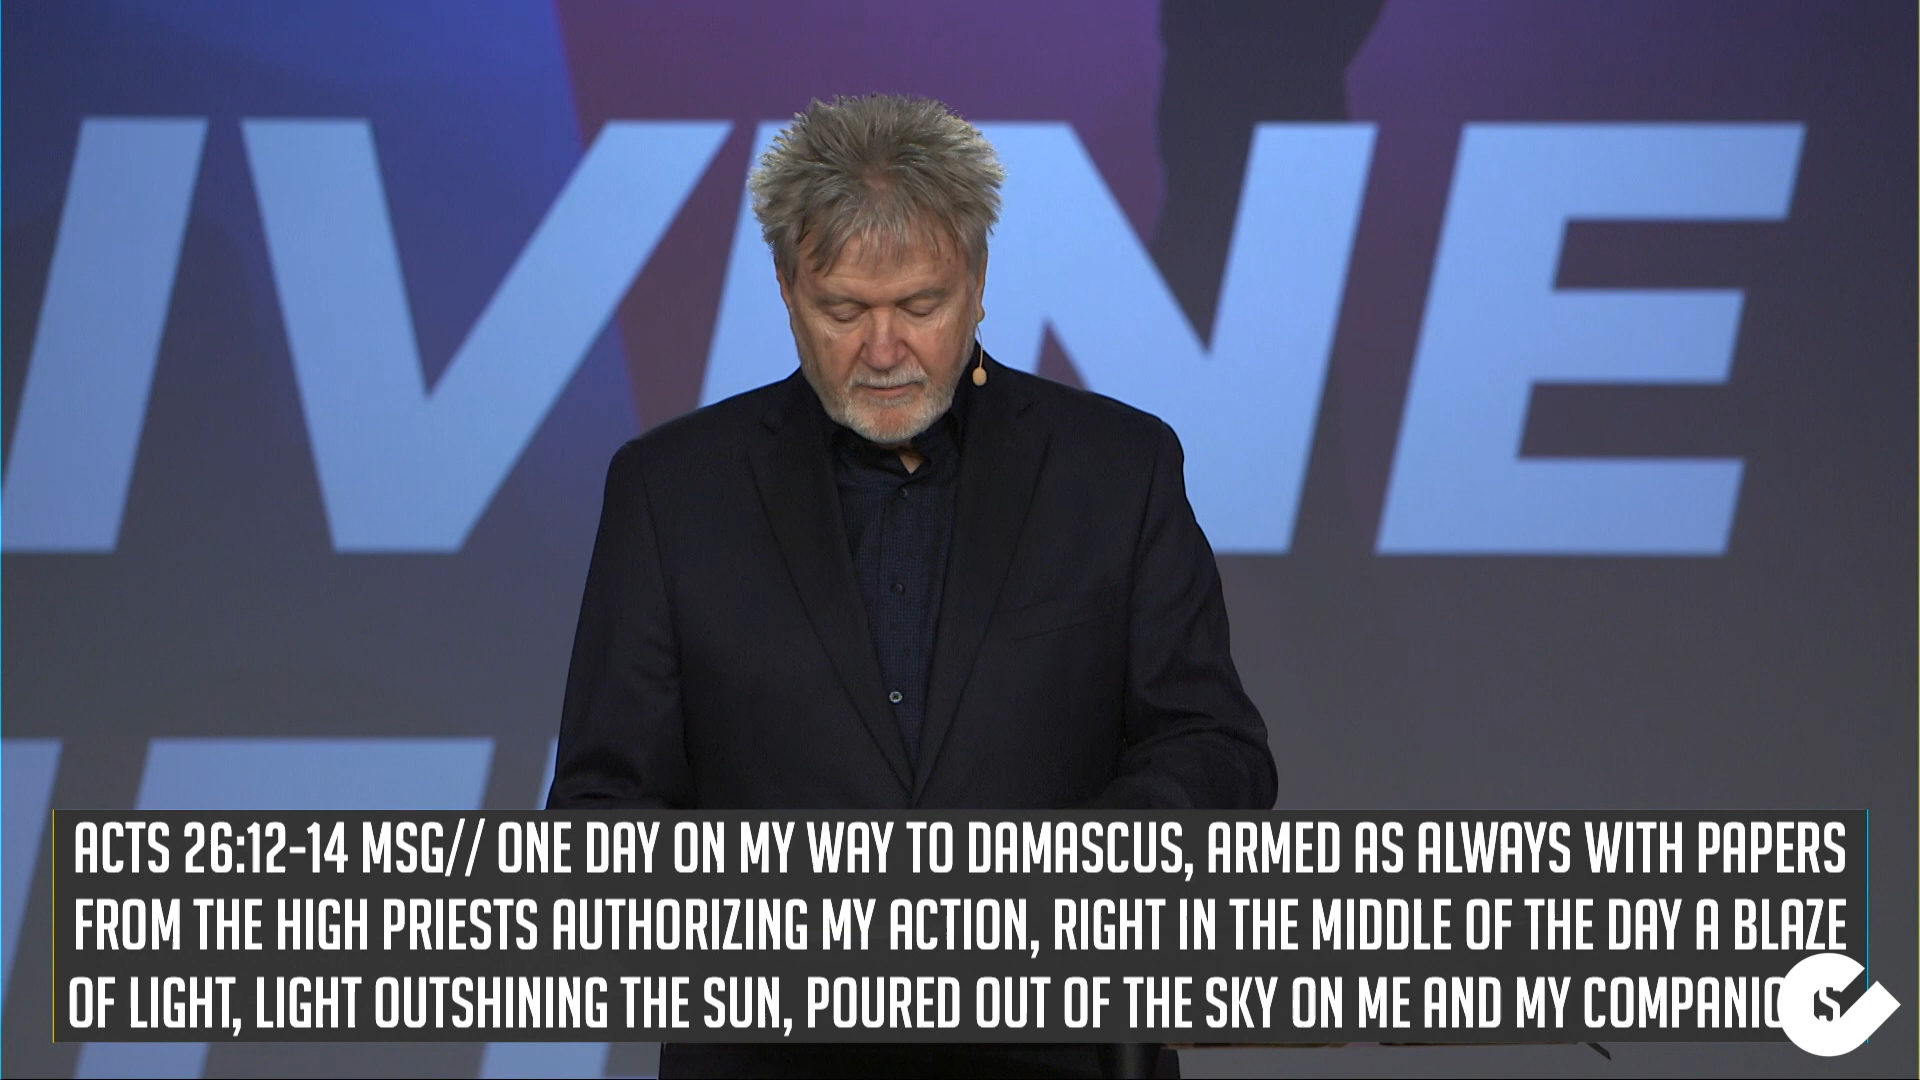 IVINE
ACTS 26:12-14 MSG// ONE DAY ON MY WAY TO DAMASCUS, ARMED AS ALWAYS WITH PAPERS
FROM THE HIGH PRIESTS AUTHORIZING MY ACTION, RIGHT IN THE MIDDLE OF THE DAY A BLAZE
OF LIGHT, LIGHT OUTSHINING THE SUN, POURED OUT OF THE SKY ON ME AND MY